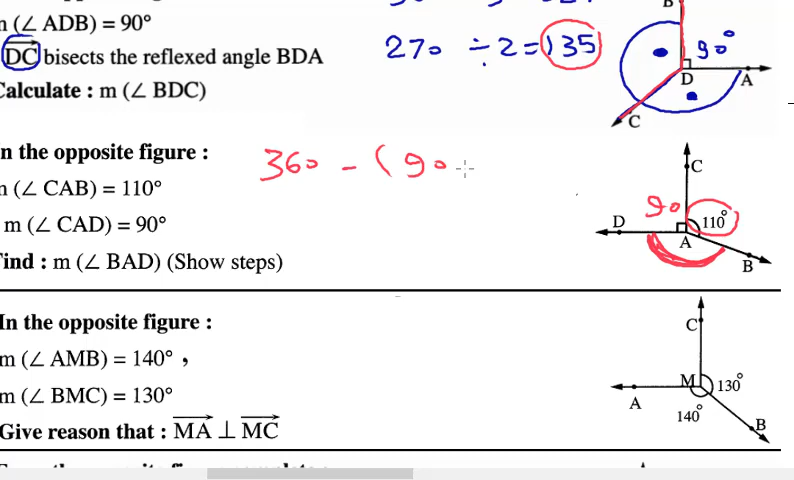 m (∠ ADB) = 90°
DC bisects the reflexed angle BDA
Calculate : m (∠ BDC)
270 ÷ 2 = 135
B
90°
D
A
C
In the opposite figure :
m (∠ CAB) = 110°
m (∠ CAD) = 90°
Find : m (∠ BAD) (Show steps)
360 - ( 90
C
90
110°
D
A
B
In the opposite figure :
m (∠ AMB) = 140° ,
m (∠ BMC) = 130°
Give reason that : MA ⊥ MC
C
M
130°
A
140°
B